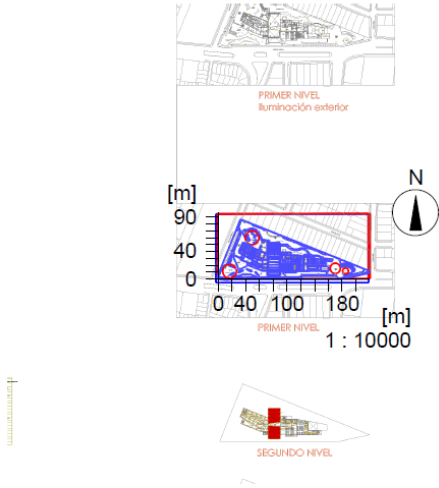 PRIMER NIVEL
Iluminación exterior
N
[m]
90
40
0
0 40 100 180
[m]
PRIMER NIVEL
1 : 10000
SEGUNDO NIVEL